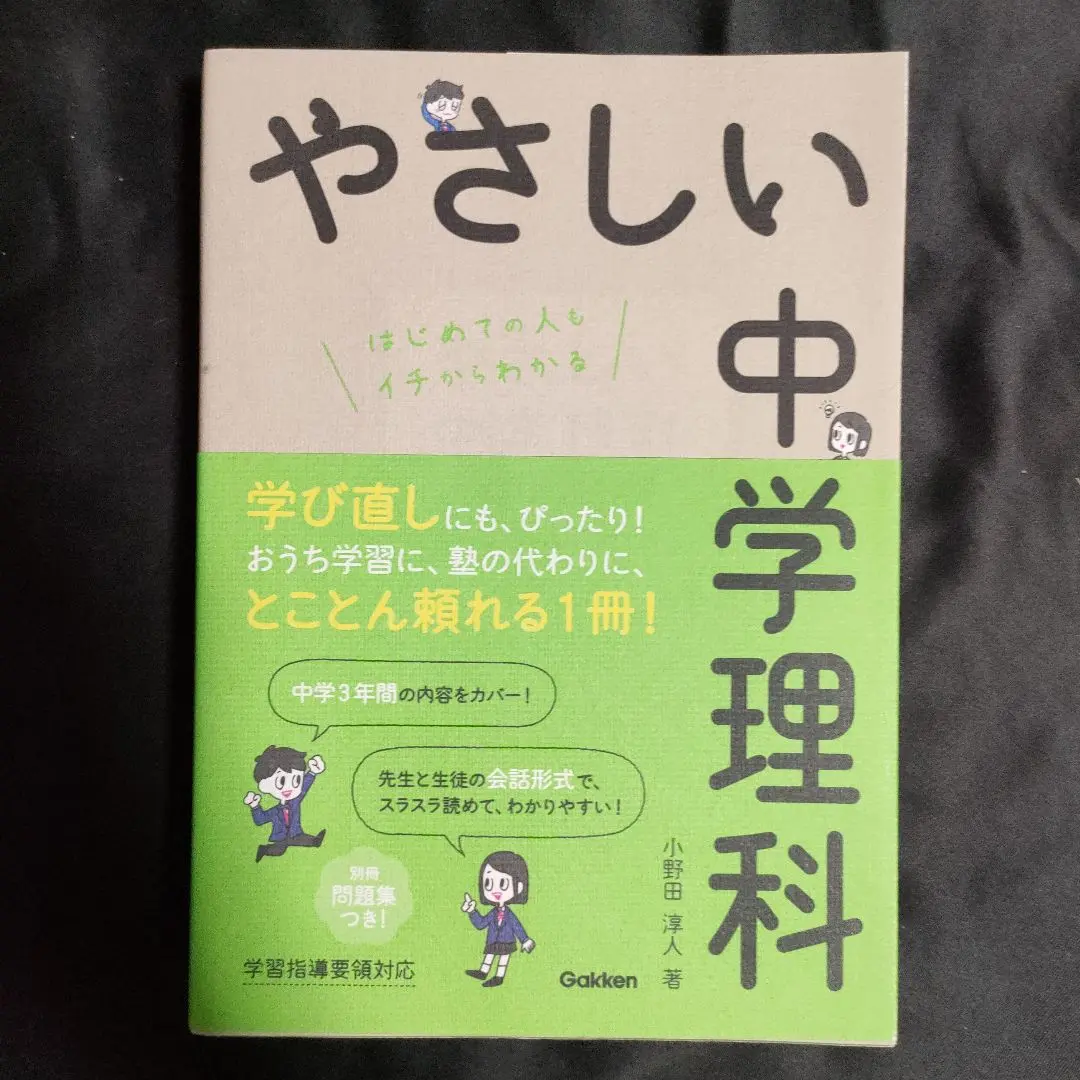 やさしい
中学理科
はじめての人も
イチからわかる
学び直しにも、ぴったり!
おうち学習に、塾の代わりに、
とことん頼れる1冊!
中学3年間の内容をカバー!
先生と生徒の会話形式で、
スラスラ読めて、わかりやすい!
別冊
問題集
つき!
学習指導要領対応
Gakken
小野田 淳人 著